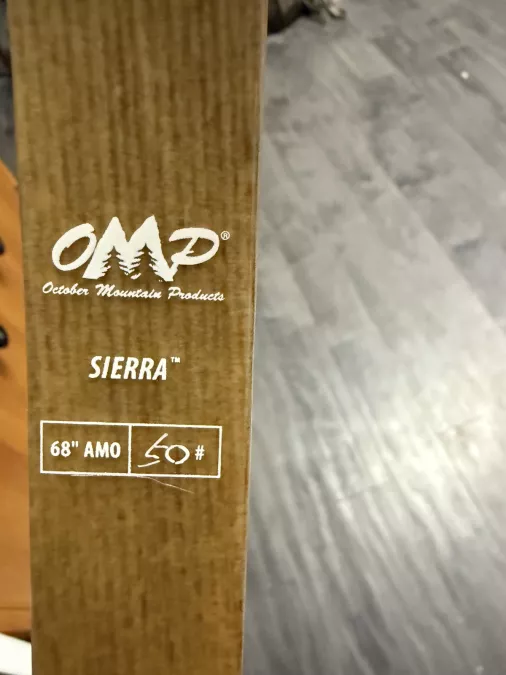 OMP®
October Mountain Products
SIERRA™
68" AMO 50#